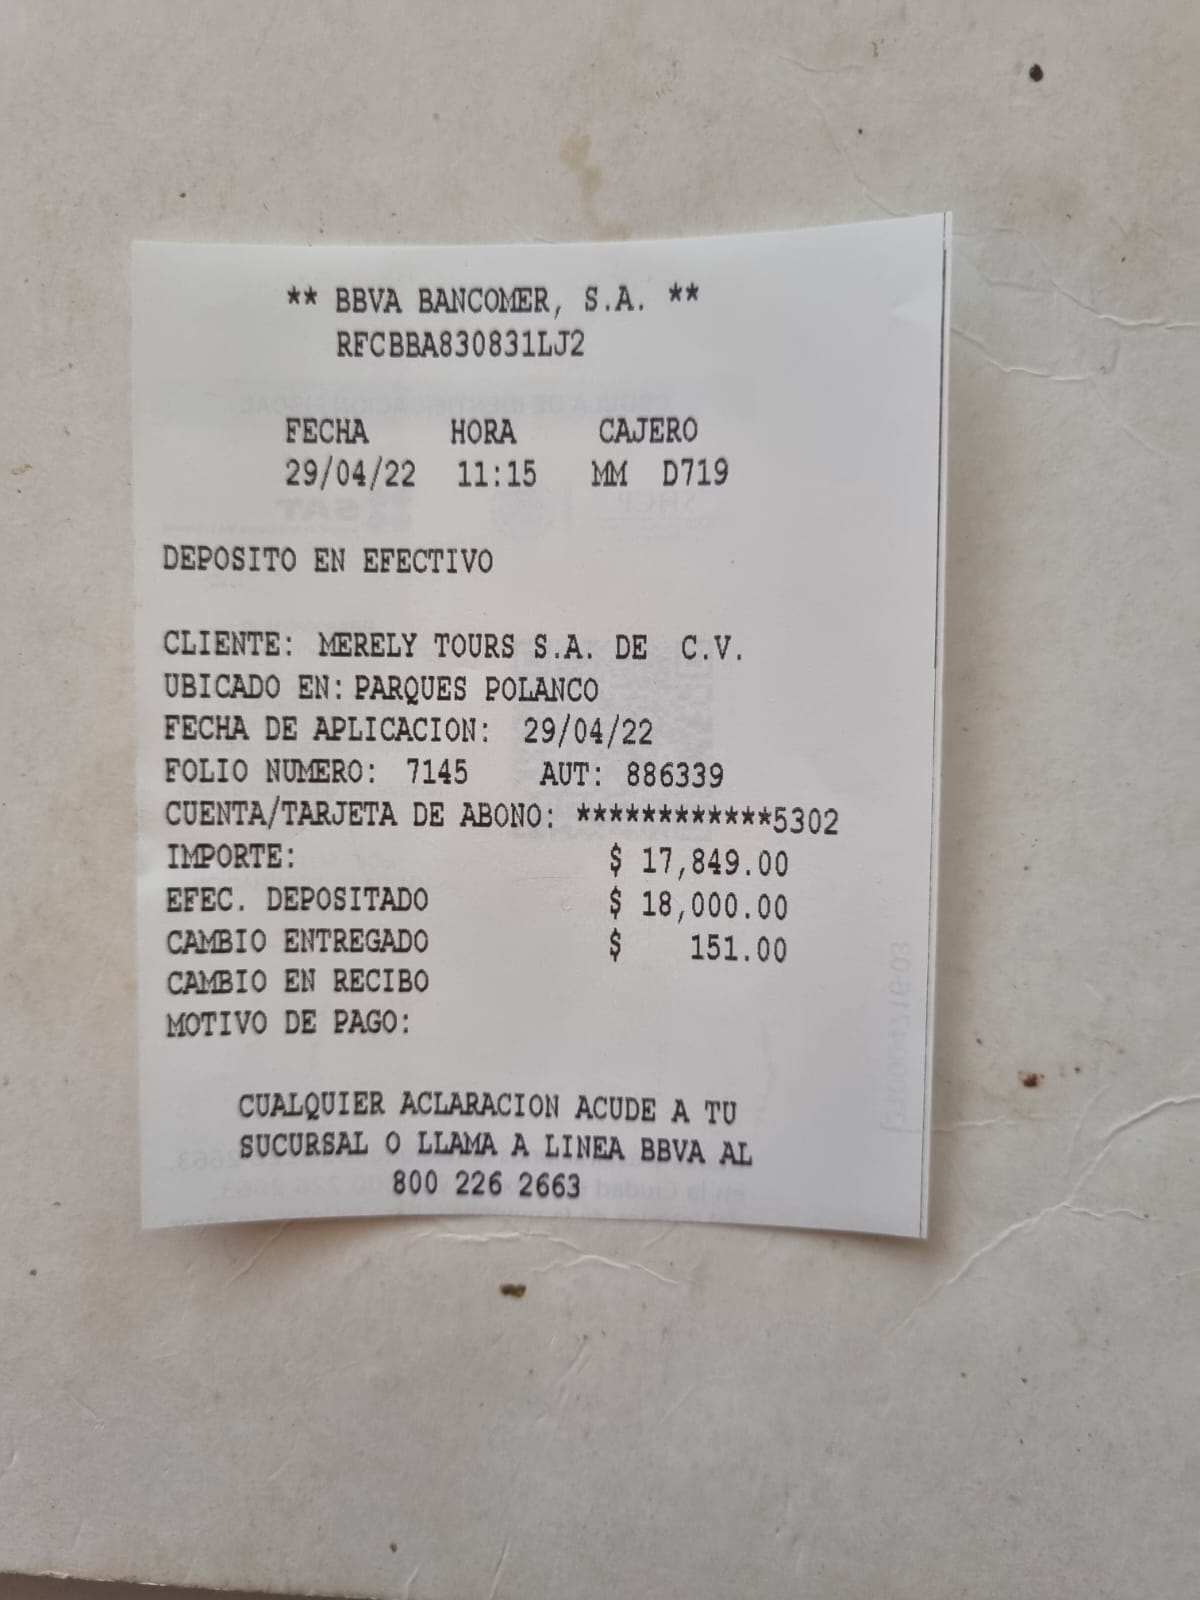 ** BBVA BANCOMER, S.A. **
RFCBBA830831LJ2
FECHA HORA CAJERO
29/04/22 11:15 MM D719
DEPOSITO EN EFECTIVO
CLIENTE: MERELY TOURS S.A. DE C.V.
UBICADO EN: PARQUES POLANCO
FECHA DE APLICACION: 29/04/22
FOLIO NUMERO: 7145 AUT: 886339
CUENTA/TARJETA DE ABONO: ************5302
IMPORTE: $ 17,849.00
EFEC. DEPOSITADO $ 18,000.00
CAMBIO ENTREGADO $ 151.00
CAMBIO EN RECIBO
MOTIVO DE PAGO:
CUALQUIER ACLARACION ACUDE A TU
SUCURSAL O LLAMA A LINEA BBVA AL
800 226 2663